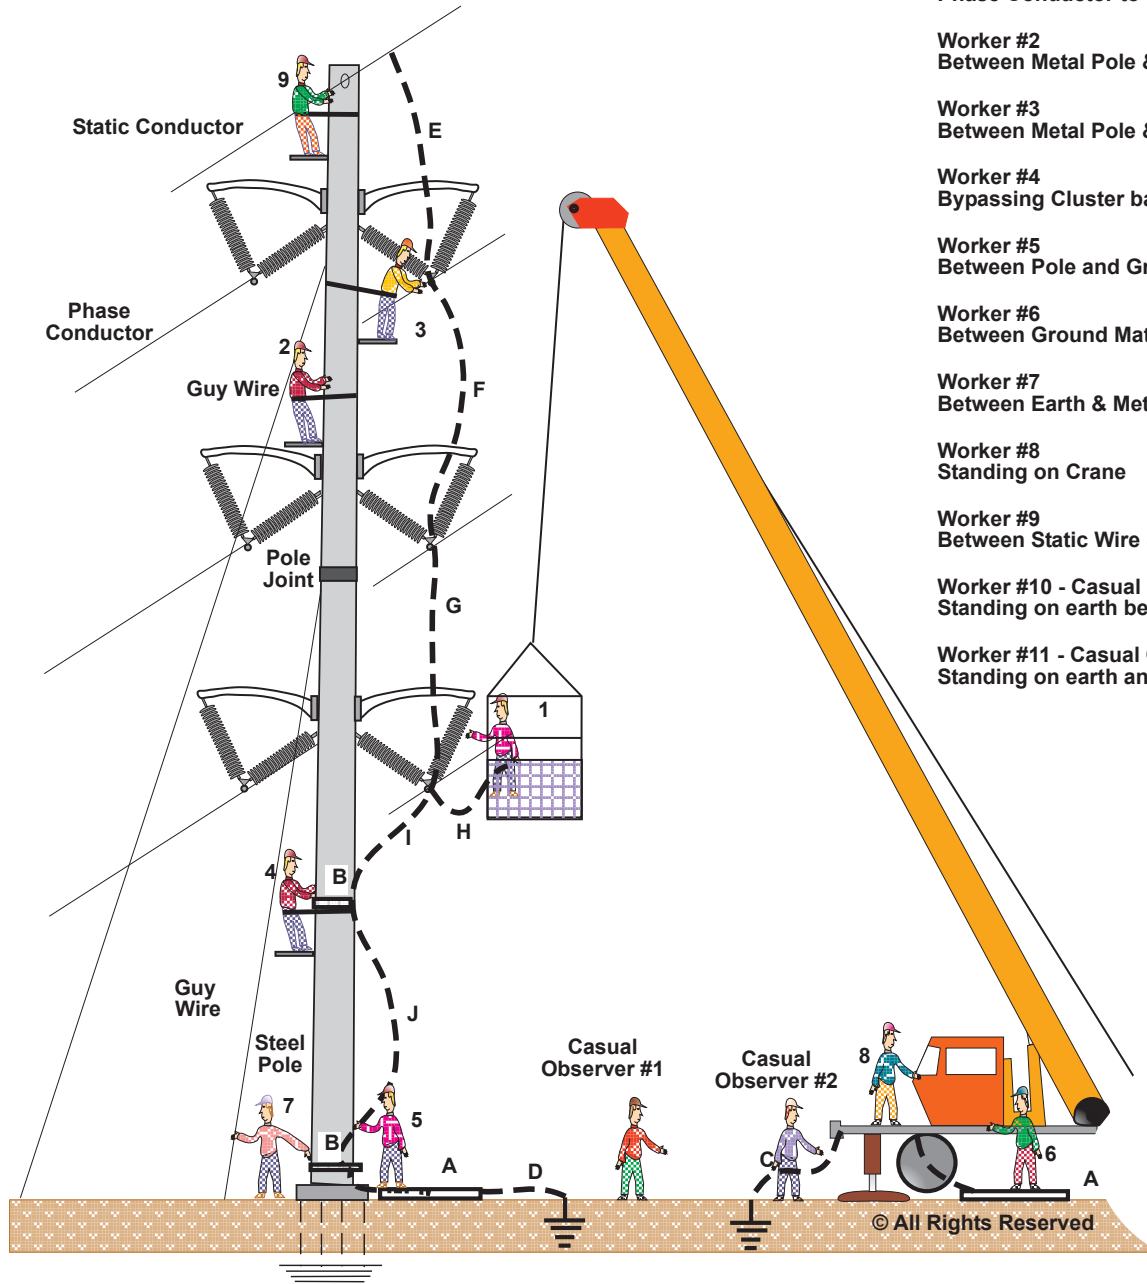 Worker #2
Between Metal Pole &
Worker #3
Between Metal Pole &
Worker #4
Bypassing Cluster
Worker #5
Between Pole and
Worker #6
Between Ground
Worker #7
Between Earth &
Worker #8
Standing on Crane
Worker #9
Between Static Wire
Worker #10 - Casual
Standing on earth
Worker #11 - Casual
Standing on earth
9
Static Conductor
E
Phase
Conductor
3
2
Guy Wire
F
Pole
Joint
G
1
H
I
4
B
Guy
Wire
J
Steel
Pole
Casual
Observer #1
Casual
Observer #2
8
7
5
B
A
D
C
6
A
© All Rights Reserved